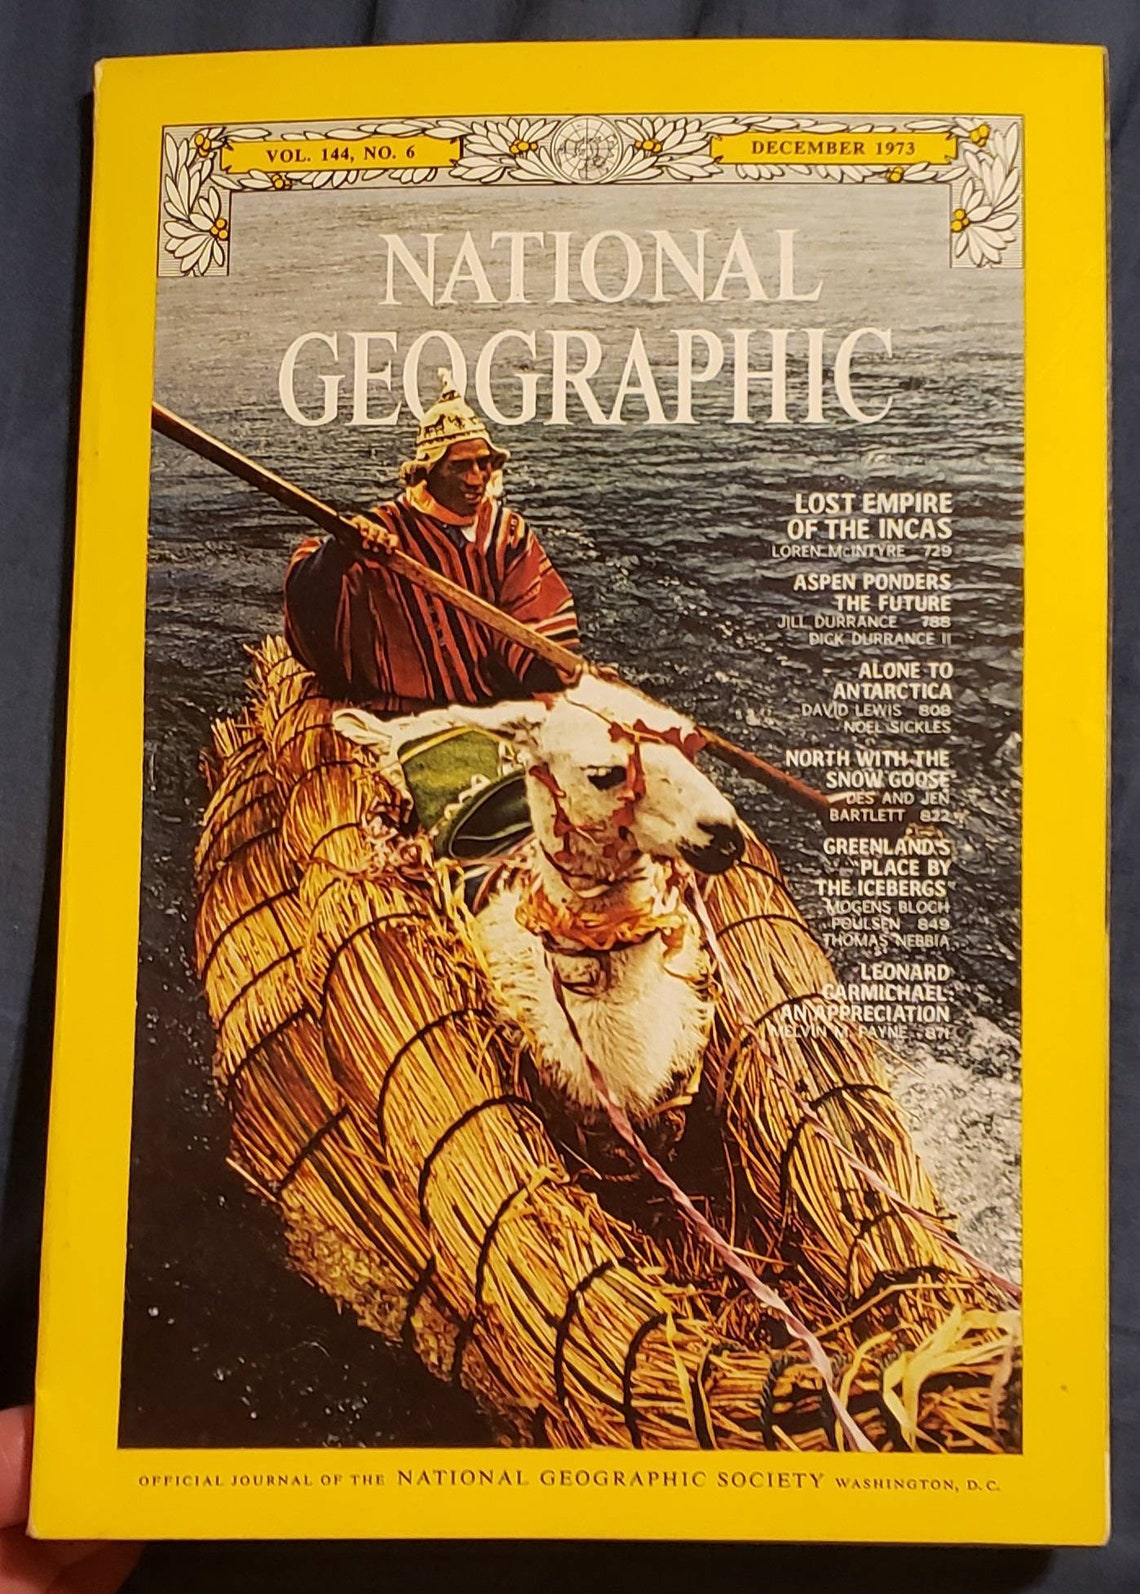 VOL. 144, NO. 6
DECEMBER 1973
NATIONAL
GEOGRAPHIC
LOST EMPIRE
OF THE INCAS
LOREN McINTYRE 729
ASPEN PONDERS
THE FUTURE
JILL DURRANCE 788
DICK DURRANCE II
ALONE TO
ANTARCTICA
DAVID LEWIS 808
NOEL SICKLES
NORTH WITH THE
SNOW GOOSE
DES AND JEN
BARTLETT 822
GREENLAND'S
"PLACE BY
THE ICEBERGS"
MOGENS BLOCH
POULSEN 849
THOMAS NEBBIA
LEONARD
CARMICHAEL:
AN APPRECIATION
MELVIN M. PAYNE 871
OFFICIAL JOURNAL OF THE NATIONAL GEOGRAPHIC SOCIETY WASHINGTON, D.C.